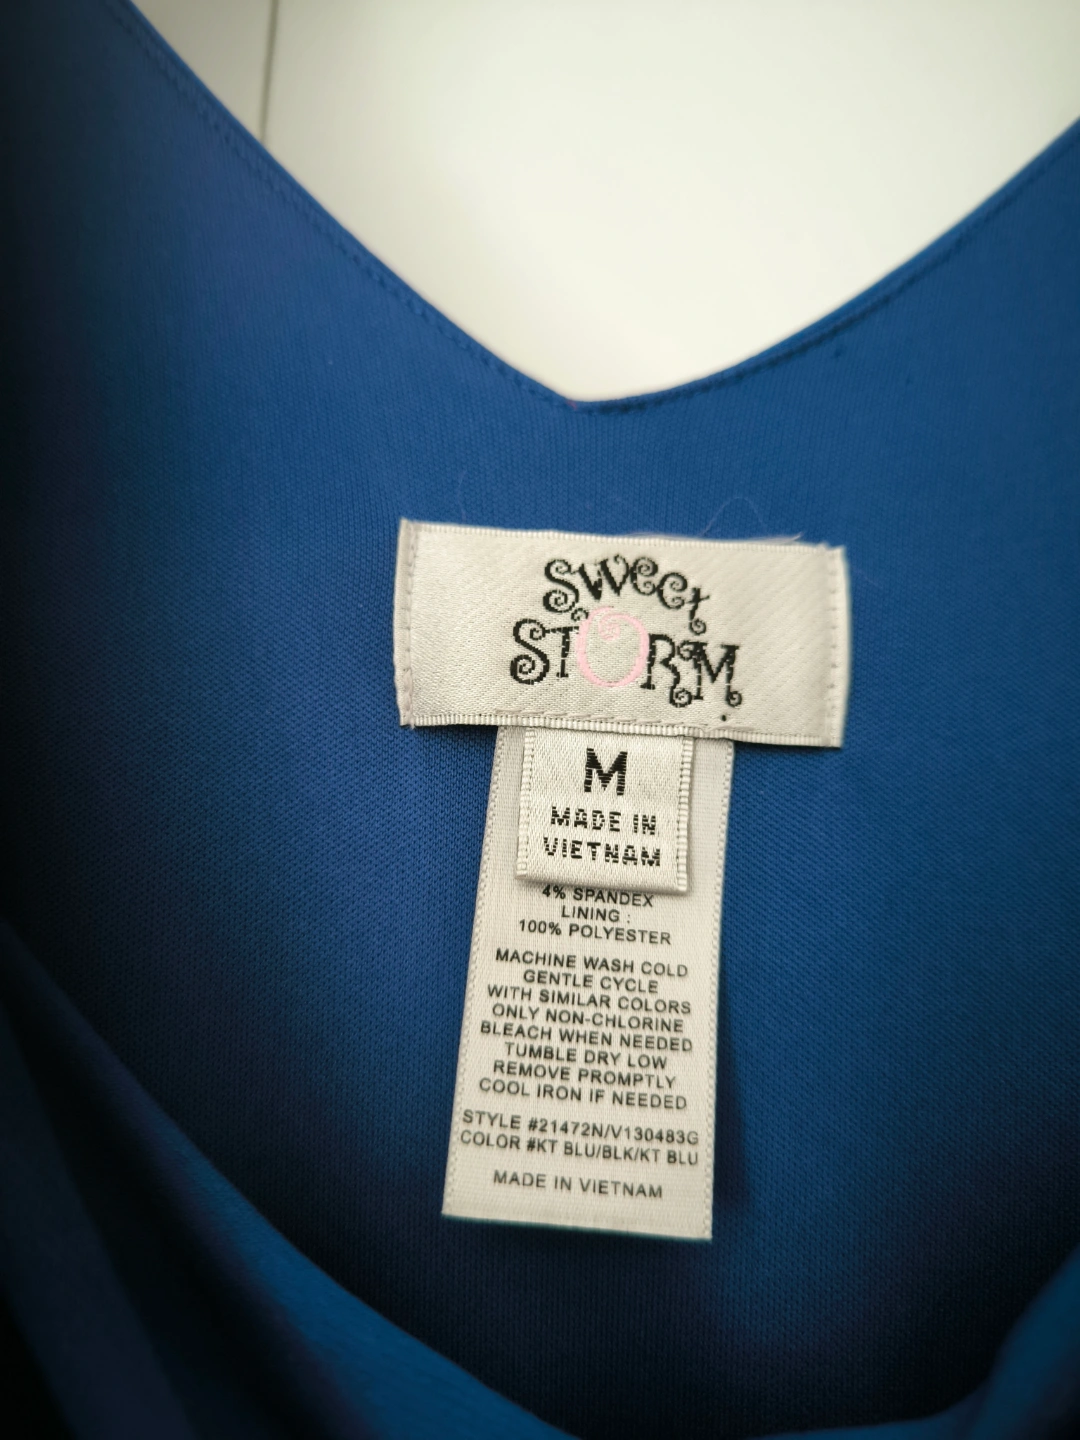 SWeet
STORM.
M
MADE IN
VIETNAM
4% SPANDEX
LINING :
100% POLYESTER
MACHINE WASH COLD
GENTLE CYCLE
WITH SIMILAR COLORS
ONLY NON-CHLORINE
BLEACH WHEN NEEDED
TUMBLE DRY LOW
REMOVE PROMPTLY
COOL IRON IF NEEDED
STYLE #21472N/V130483G
COLOR #KT BLU/BLK/KT BLU
MADE IN VIETNAM